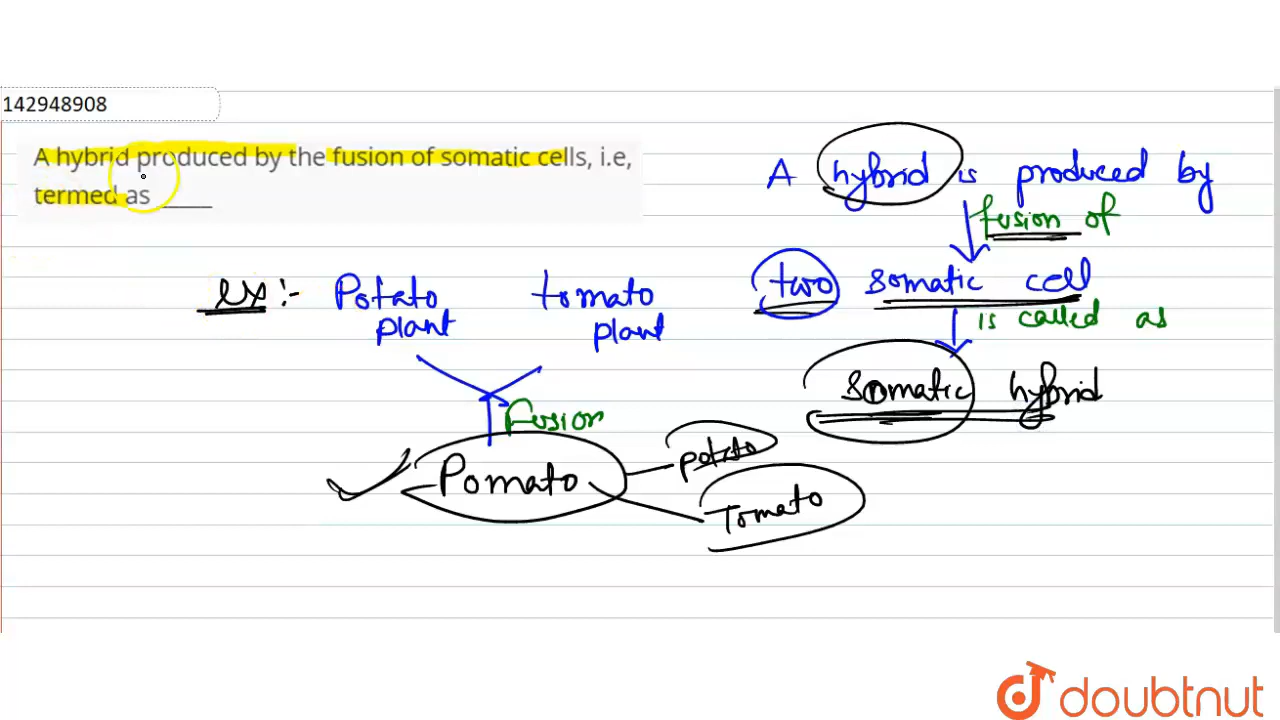 142948908
A hybrid produced by the fusion of somatic cells, i.e,
termed as _____
A hybrid is produced by
fusion of
two somatic cell
is called as
somatic hybrid
ex :- Potato plant tomato plant
Fusion
Pomato
potato
Tomato
doubtnut